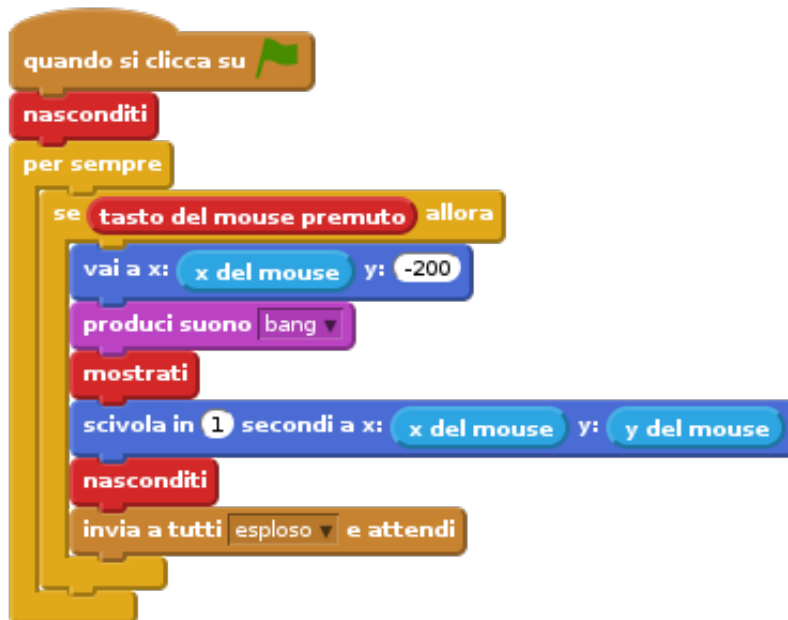 quando si clicca su
nasconditi
per sempre
se tasto del mouse premuto allora
vai a x: x del mouse y: -200
produci suono bang
mostrati
scivola in 1 secondi a x: x del mouse y: y del mouse
nasconditi
invia a tutti esploso e attendi